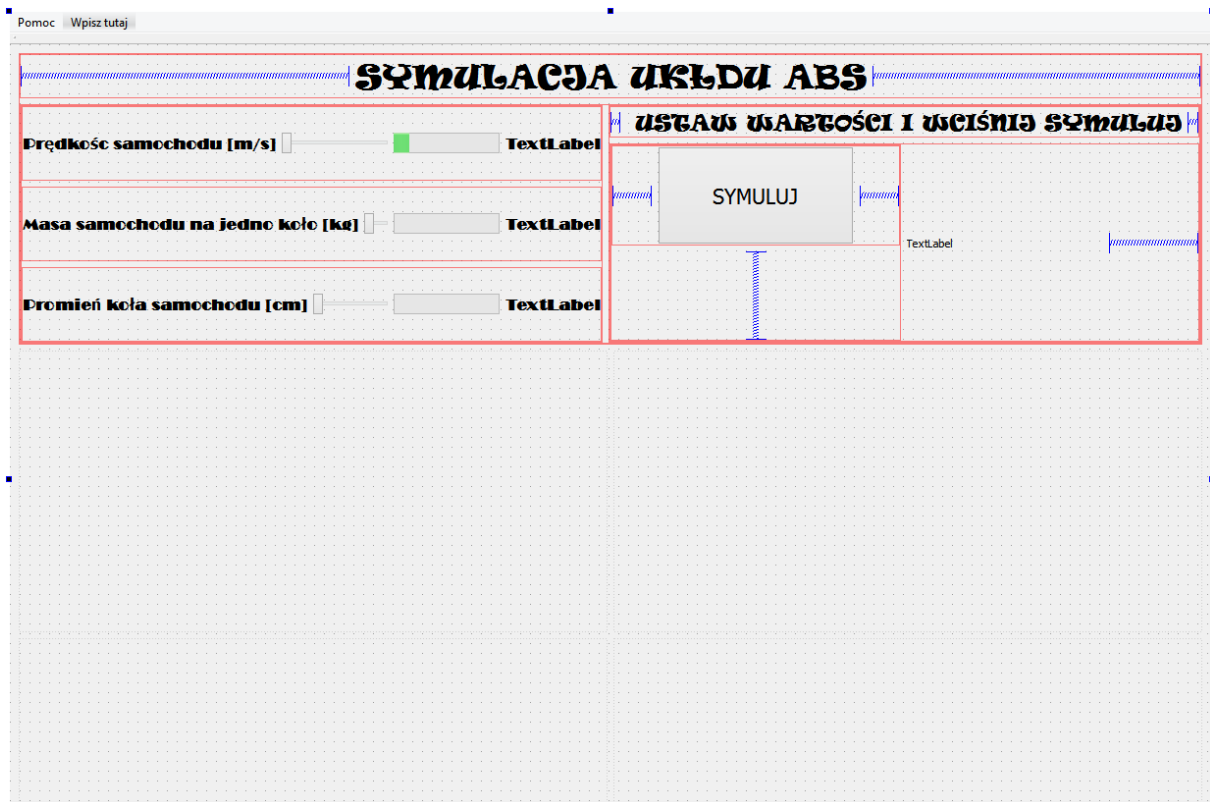 Pomoc Wpisz tutaj
SYMULACJA UKŁDU ABS
Prędkośc samochodu [m/s] TextLabel
Masa samochodu na jedno koło [kg] TextLabel
Promień koła samochodu [cm] TextLabel
USTAW WARTOŚCI I WCIŚNIJ SYMULUJ
SYMULUJ
TextLabel